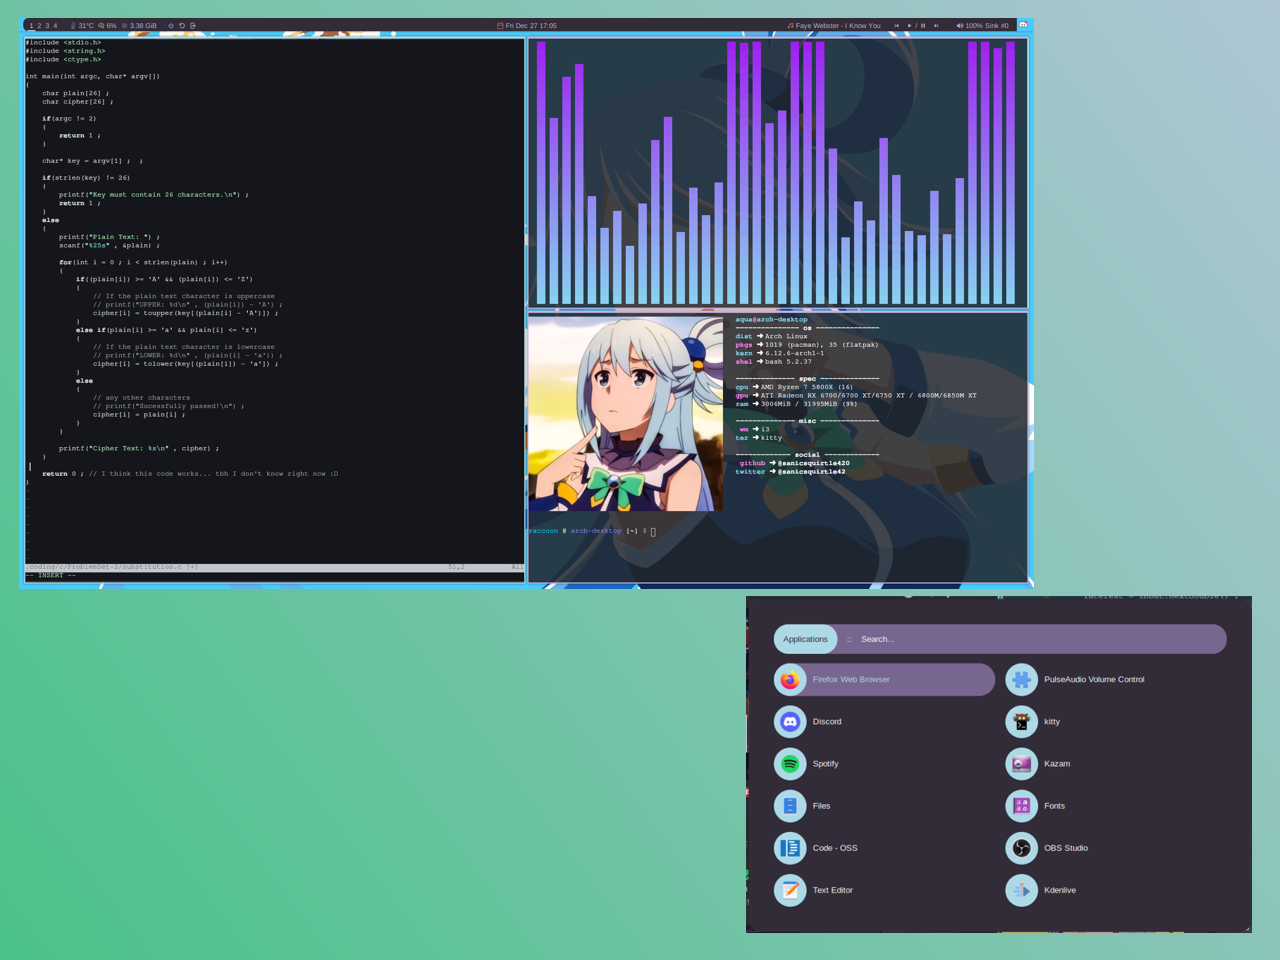 1 2 3 4 31°C 6% 3.38 GiB
Fri Dec 27 17:05
Faye Webster - I Know You / 100% Sink #0
#include <stdio.h>
#include <string.h>
#include <ctype.h>
int main(int argc, char* argv[])
{
char plain[26] ;
char cipher[26] ;
if(argc != 2)
{
return 1 ;
}
char* key = argv[1] ; ;
if(strlen(key) != 26)
{
printf("Key must contain 26 characters.\n") ;
return 1 ;
}
else
{
printf("Plain Text: ") ;
scanf("%25s" , &plain) ;
for(int i = 0 ; i < strlen(plain) ; i++)
{
if((plain[i]) >= 'A' && (plain[i]) <= 'Z')
{
// If the plain text character is uppercase
// printf("UPPER: %d\n" , (plain[i]) - 'A') ;
cipher[i] = toupper(key[(plain[i] - 'A')]) ;
}
else if(plain[i] >= 'a' && plain[i] <= 'z')
{
// If the plain text character is lowercase
// printf("LOWER: %d\n" , (plain[i]) - 'a')) ;
cipher[i] = tolower(key[(plain[i]) - 'a']) ;
}
else
{
// any other characters
// printf("Sucessfully passed!\n") ;
cipher[i] = plain[i] ;
}
}
printf("Cipher Text: %s\n" , cipher) ;
}
return 0 ; // I think this code works... tbh I don't know right now :D
}
.coding/c/ProblemSet-2/substitution.c [+] 51,2 All
-- INSERT --
aqua@arch-desktop
--------------- os ---------------
dist ➜ Arch Linux
pkgs ➜ 1019 (pacman), 35 (flatpak)
kern ➜ 6.12.6-arch1-1
shel ➜ bash 5.2.37
-------------- spec --------------
cpu ➜ AMD Ryzen 7 5800X (16)
gpu ➜ ATI Radeon RX 6700/6700 XT/6750 XT / 6800M/6850M XT
ram ➜ 3006MiB / 31995MiB (9%)
-------------- misc --------------
wm ➜ i3
ter ➜ kitty
------------- social -------------
github ➜ @sanicsquirtle420
twitter ➜ @sanicsquirtle42
raccoon @ arch-desktop [~] $
interest = input.nextDouble() ;
Applications :: Search...
Firefox Web Browser
PulseAudio Volume Control
Discord
kitty
Spotify
Kazam
Files
Fonts
Code - OSS
OBS Studio
Text Editor
Kdenlive